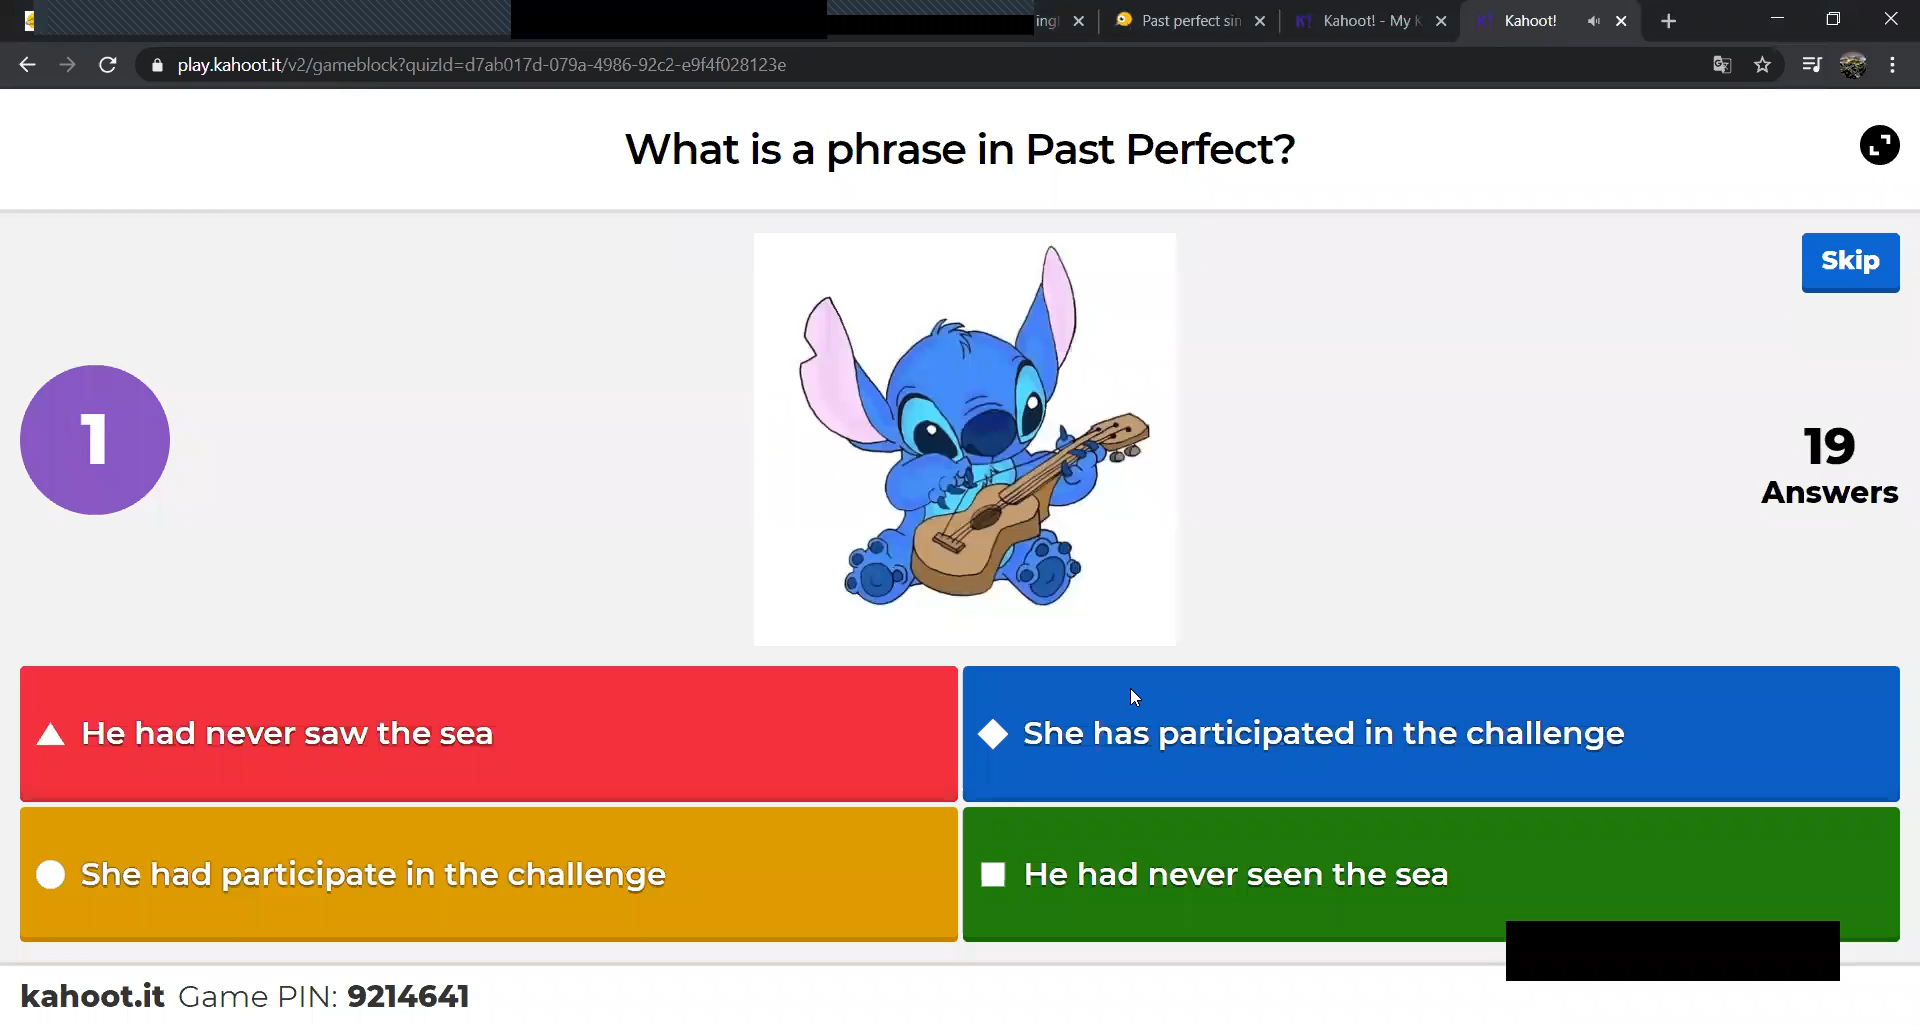 ing!
Past perfect sin
Kahoot! - My K
Kahoot!
play.kahoot.it/v2/gameblock?quizId=d7ab017d-079a-4986-92c2-e9f4f028123e
What is a phrase in Past Perfect?
Skip
1
19
Answers
He had never saw the sea
She has participated in the challenge
She had participate in the challenge
He had never seen the sea
kahoot.it Game PIN: 9214641